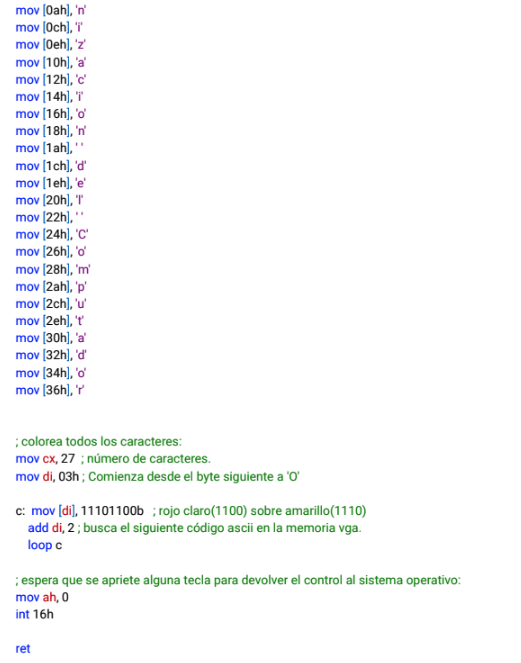 mov [0ah], 'n'
mov [0ch], 'i'
mov [0eh], 'z'
mov [10h], 'a'
mov [12h], 'c'
mov [14h], 'i'
mov [16h], 'o'
mov [18h], 'n'
mov [1ah], ' '
mov [1ch], 'd'
mov [1eh], 'e'
mov [20h], 'l'
mov [22h], ' '
mov [24h], 'C'
mov [26h], 'o'
mov [28h], 'm'
mov [2ah], 'p'
mov [2ch], 'u'
mov [2eh], 't'
mov [30h], 'a'
mov [32h], 'd'
mov [34h], 'o'
mov [36h], 'r'
; colorea todos los caracteres:
mov cx, 27 ; número de caracteres.
mov di, 03h ; Comienza desde el byte siguiente a 'O'
c: mov [di], 11101100b ; rojo claro(1100) sobre amarillo(1110)
add di, 2 ; busca el siguiente código ascii en la memoria vga.
loop c
; espera que se apriete alguna tecla para devolver el control al sistema operativo:
mov ah, 0
int 16h
ret